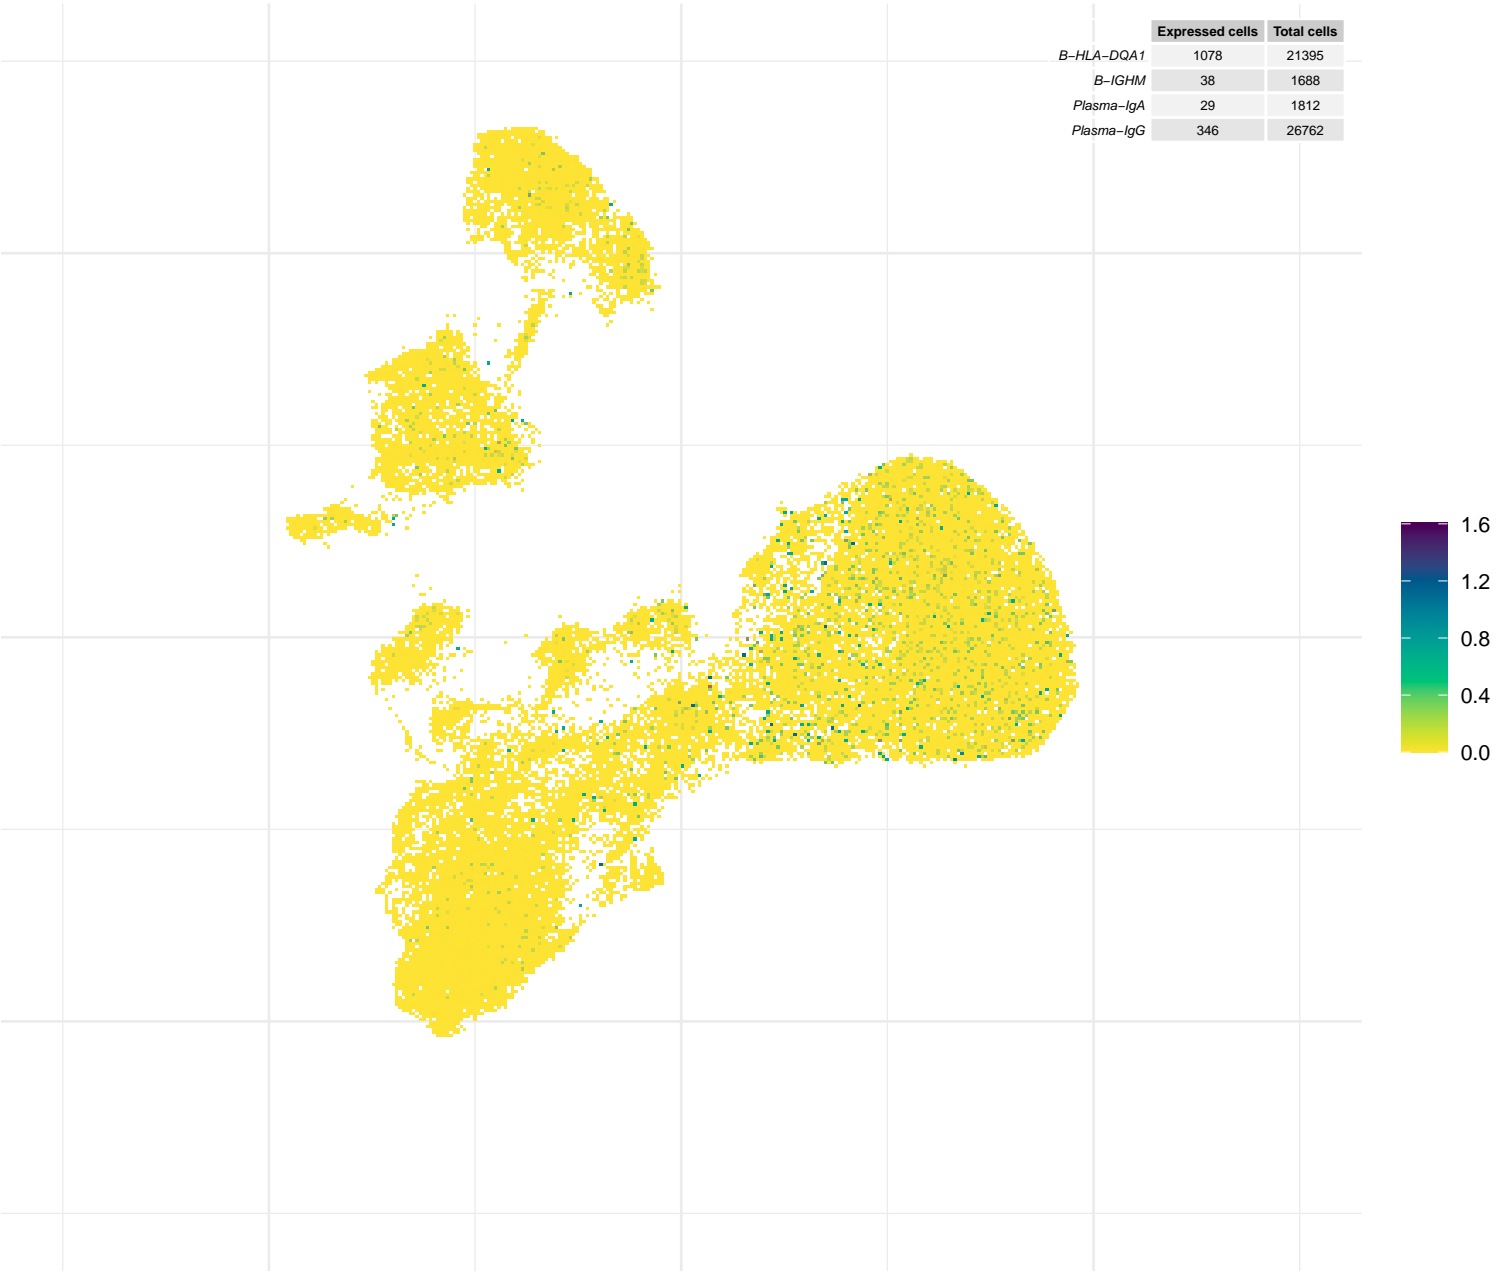 Expressed cells Total cells
B−HLA−DQA1 1078 21395
B−IGHM 38 1688
Plasma−IgA 29 1812
Plasma−IgG 346 26762
1.6
1.2
0.8
0.4
0.0